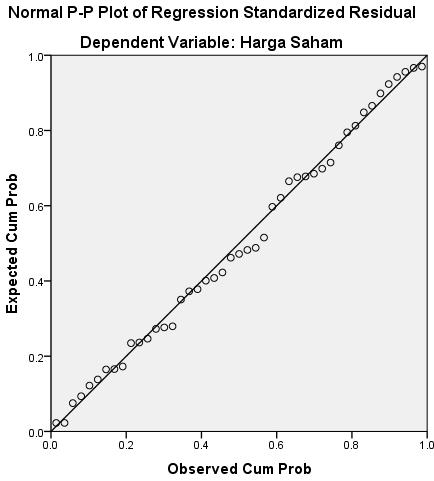 Normal P-P Plot of Regression Standardized Residual
Dependent Variable: Harga Saham
1.0
0.8
0.6
0.4
0.2
0.0
Expected Cum Prob
0.0 0.2 0.4 0.6 0.8 1.0
Observed Cum Prob